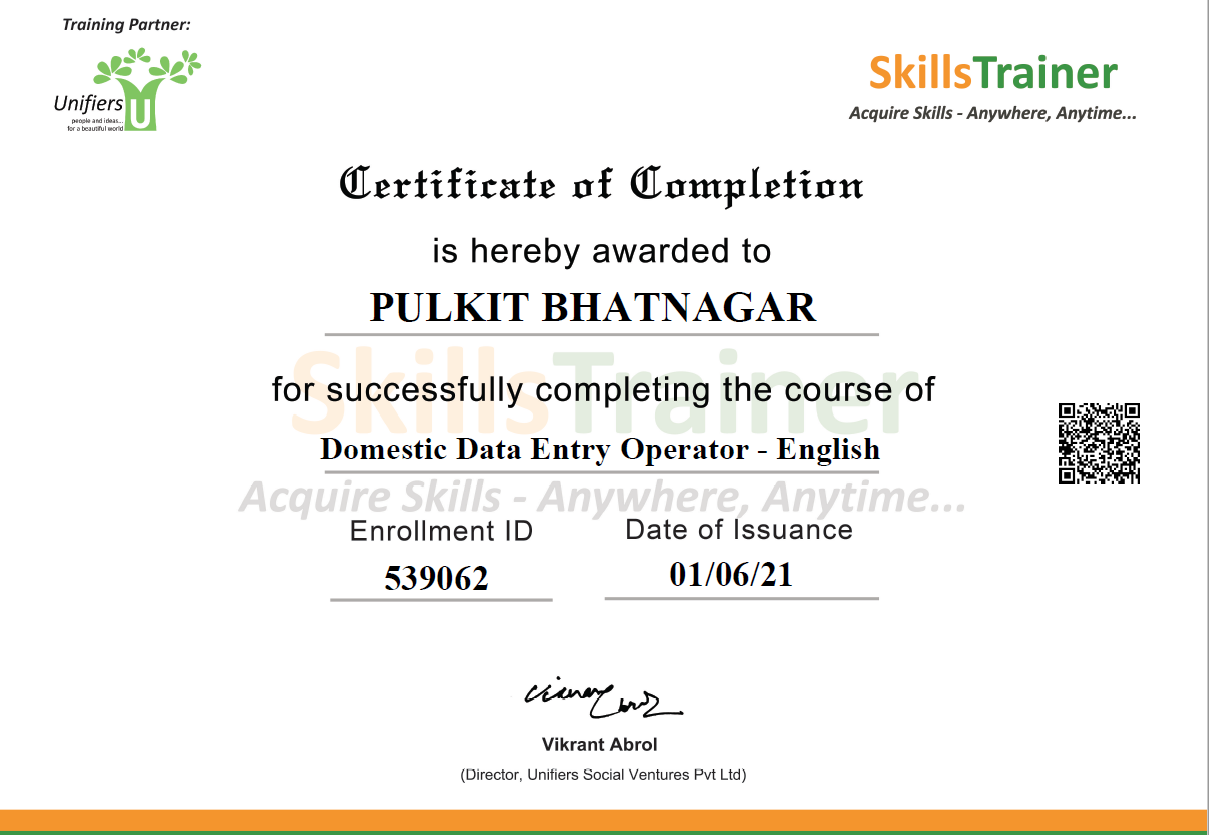 Training Partner:
Unifiers
people and ideas...
for a beautiful world
U
SkillsTrainer
Acquire Skills - Anywhere, Anytime...
Certificate of Completion
is hereby awarded to
PULKIT BHATNAGAR
SkillsTrainer
for successfully completing the course of
Domestic Data Entry Operator - English
Acquire Skills - Anywhere, Anytime...
Enrollment ID
Date of Issuance
539062
01/06/21
Vikrant Abrol
(Director, Unifiers Social Ventures Pvt Ltd)